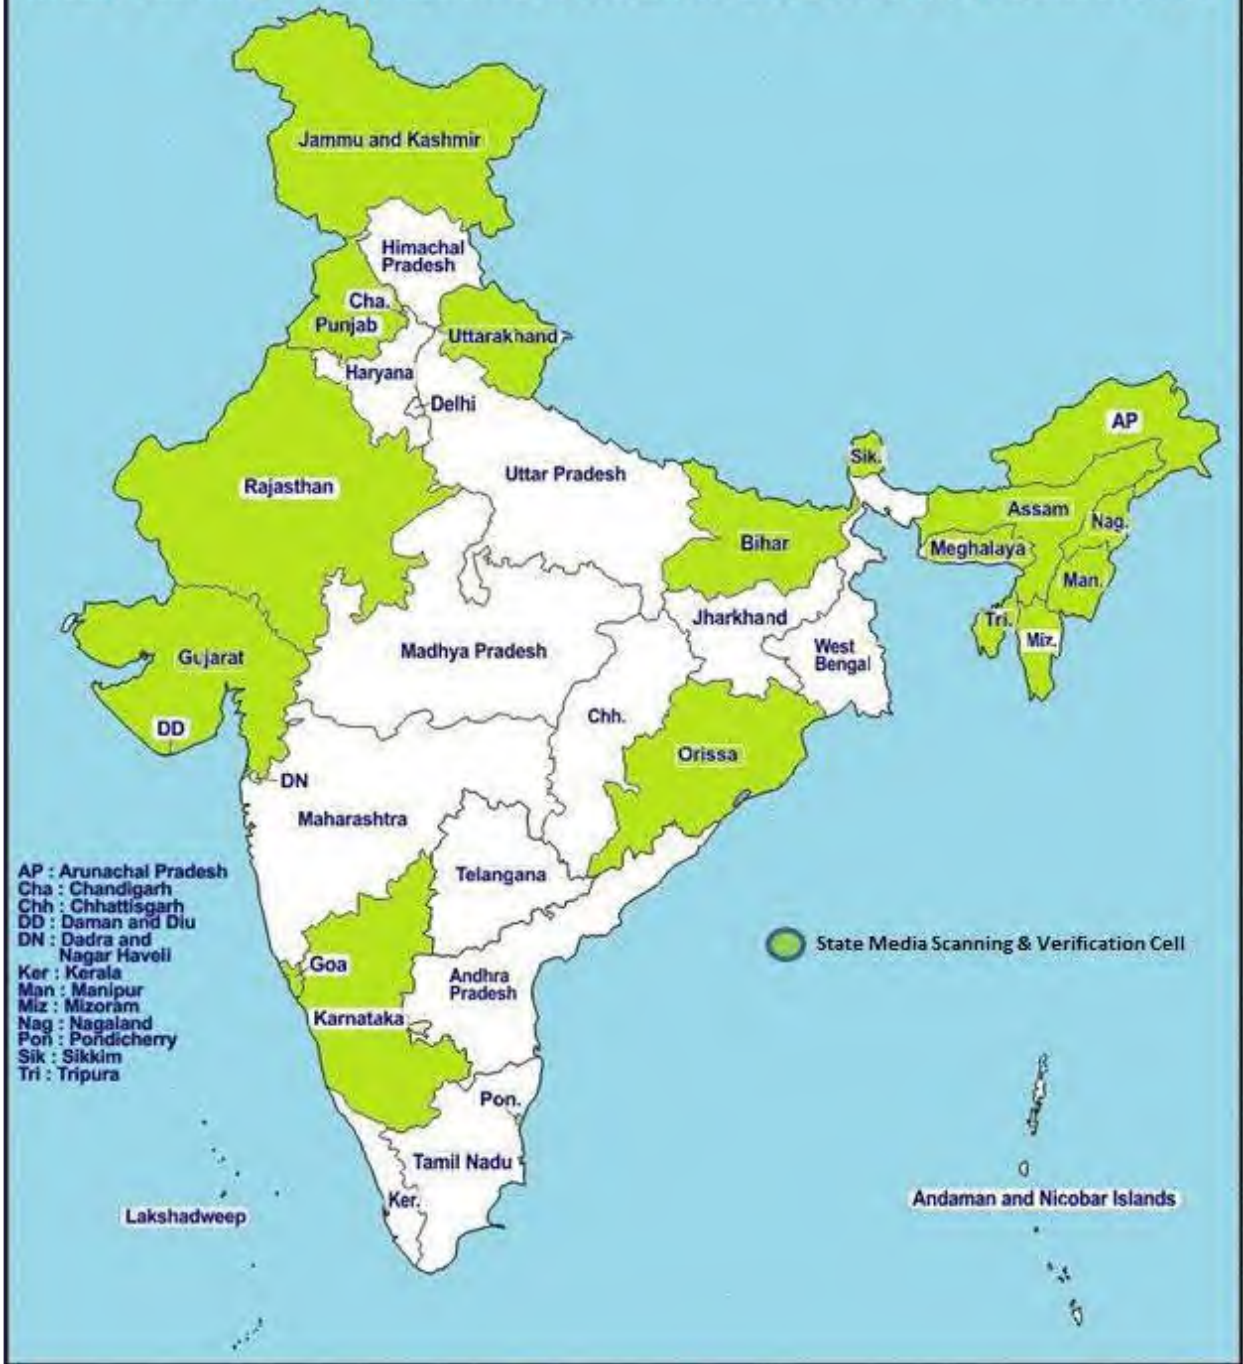 Jammu and Kashmir
Himachal
Pradesh
Cha.
Punjab
Uttarakhand
Haryana
Delhi
AP
Sik.
Uttar Pradesh
Rajasthan
Assam
Nag.
Bihar
Meghalaya
Man.
Jharkhand
Tri.
Miz.
Madhya Pradesh
West
Bengal
Gujarat
Chh.
DD
Orissa
DN
Maharashtra
Telangana
AP : Arunachal Pradesh
Cha : Chandigarh
Chh : Chhattisgarh
DD : Daman and Diu
DN : Dadra and
Nagar Haveli
Ker : Kerala
Man : Manipur
Miz : Mizoram
Nag : Nagaland
Pon : Pondicherry
Sik : Sikkim
Tri : Tripura
State Media Scanning & Verification Cell
Goa
Andhra
Pradesh
Karnataka
Pon.
Tamil Nadu
Ker.
Lakshadweep
Andaman and Nicobar Islands